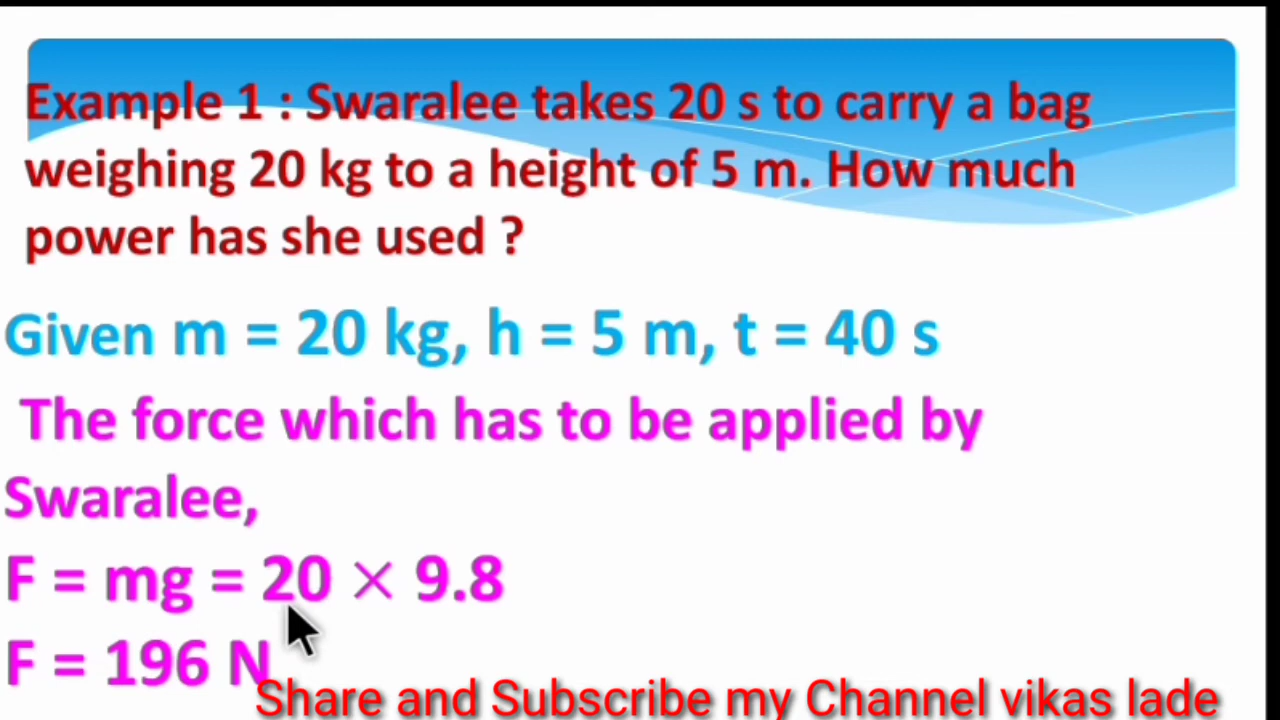 Example 1 : Swaralee takes 20 s to carry a bag
weighing 20 kg to a height of 5 m. How much
power has she used ?
Given m = 20 kg, h = 5 m, t = 40 s
The force which has to be applied by
Swaralee,
F = mg = 20 × 9.8
F = 196 N
Share and Subscribe my Channel vikas lade